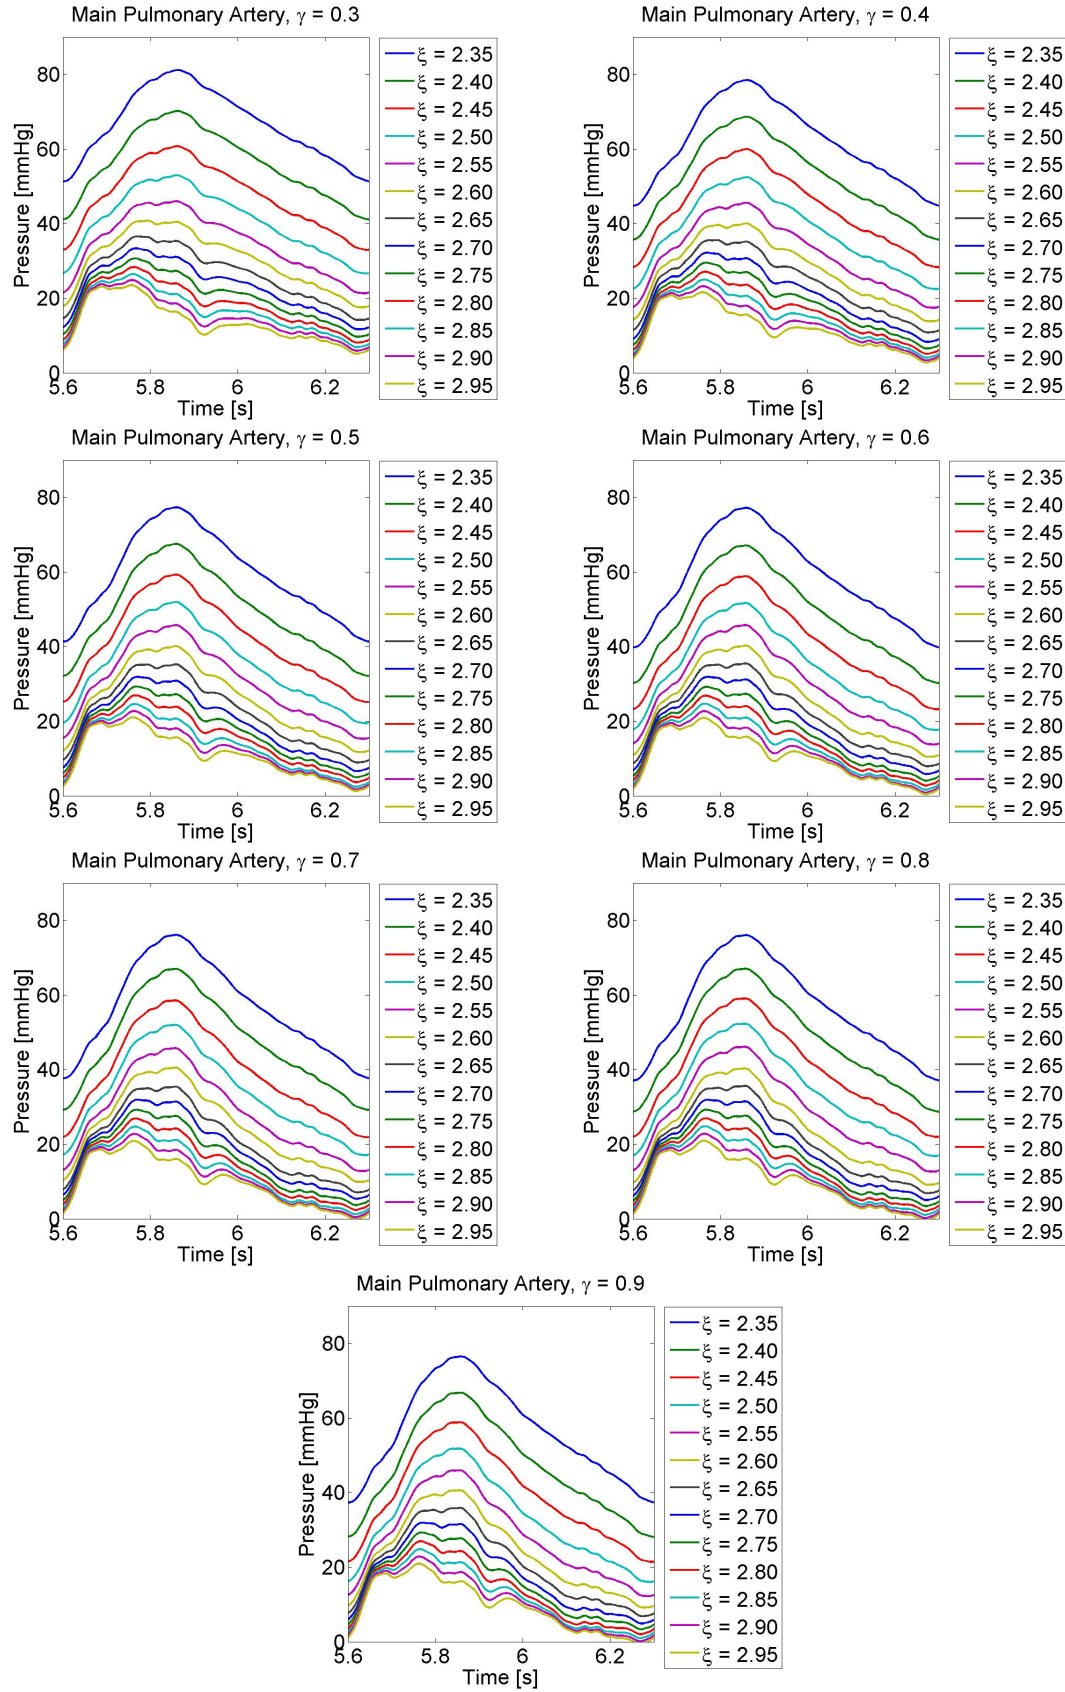 Main Pulmonary Artery, γ = 0.3
80
60
40
20
0
Pressure [mmHg]
5.6 5.8 6 6.2
Time [s]
ξ = 2.35
ξ = 2.40
ξ = 2.45
ξ = 2.50
ξ = 2.55
ξ = 2.60
ξ = 2.65
ξ = 2.70
ξ = 2.75
ξ = 2.80
ξ = 2.85
ξ = 2.90
ξ = 2.95
Main Pulmonary Artery, γ = 0.4
80
60
40
20
0
Pressure [mmHg]
5.6 5.8 6 6.2
Time [s]
ξ = 2.35
ξ = 2.40
ξ = 2.45
ξ = 2.50
ξ = 2.55
ξ = 2.60
ξ = 2.65
ξ = 2.70
ξ = 2.75
ξ = 2.80
ξ = 2.85
ξ = 2.90
ξ = 2.95
Main Pulmonary Artery, γ = 0.5
80
60
40
20
0
Pressure [mmHg]
5.6 5.8 6 6.2
Time [s]
ξ = 2.35
ξ = 2.40
ξ = 2.45
ξ = 2.50
ξ = 2.55
ξ = 2.60
ξ = 2.65
ξ = 2.70
ξ = 2.75
ξ = 2.80
ξ = 2.85
ξ = 2.90
ξ = 2.95
Main Pulmonary Artery, γ = 0.6
80
60
40
20
0
Pressure [mmHg]
5.6 5.8 6 6.2
Time [s]
ξ = 2.35
ξ = 2.40
ξ = 2.45
ξ = 2.50
ξ = 2.55
ξ = 2.60
ξ = 2.65
ξ = 2.70
ξ = 2.75
ξ = 2.80
ξ = 2.85
ξ = 2.90
ξ = 2.95
Main Pulmonary Artery, γ = 0.7
80
60
40
20
0
Pressure [mmHg]
5.6 5.8 6 6.2
Time [s]
ξ = 2.35
ξ = 2.40
ξ = 2.45
ξ = 2.50
ξ = 2.55
ξ = 2.60
ξ = 2.65
ξ = 2.70
ξ = 2.75
ξ = 2.80
ξ = 2.85
ξ = 2.90
ξ = 2.95
Main Pulmonary Artery, γ = 0.8
80
60
40
20
0
Pressure [mmHg]
5.6 5.8 6 6.2
Time [s]
ξ = 2.35
ξ = 2.40
ξ = 2.45
ξ = 2.50
ξ = 2.55
ξ = 2.60
ξ = 2.65
ξ = 2.70
ξ = 2.75
ξ = 2.80
ξ = 2.85
ξ = 2.90
ξ = 2.95
Main Pulmonary Artery, γ = 0.9
80
60
40
20
0
Pressure [mmHg]
5.6 5.8 6 6.2
Time [s]
ξ = 2.35
ξ = 2.40
ξ = 2.45
ξ = 2.50
ξ = 2.55
ξ = 2.60
ξ = 2.65
ξ = 2.70
ξ = 2.75
ξ = 2.80
ξ = 2.85
ξ = 2.90
ξ = 2.95